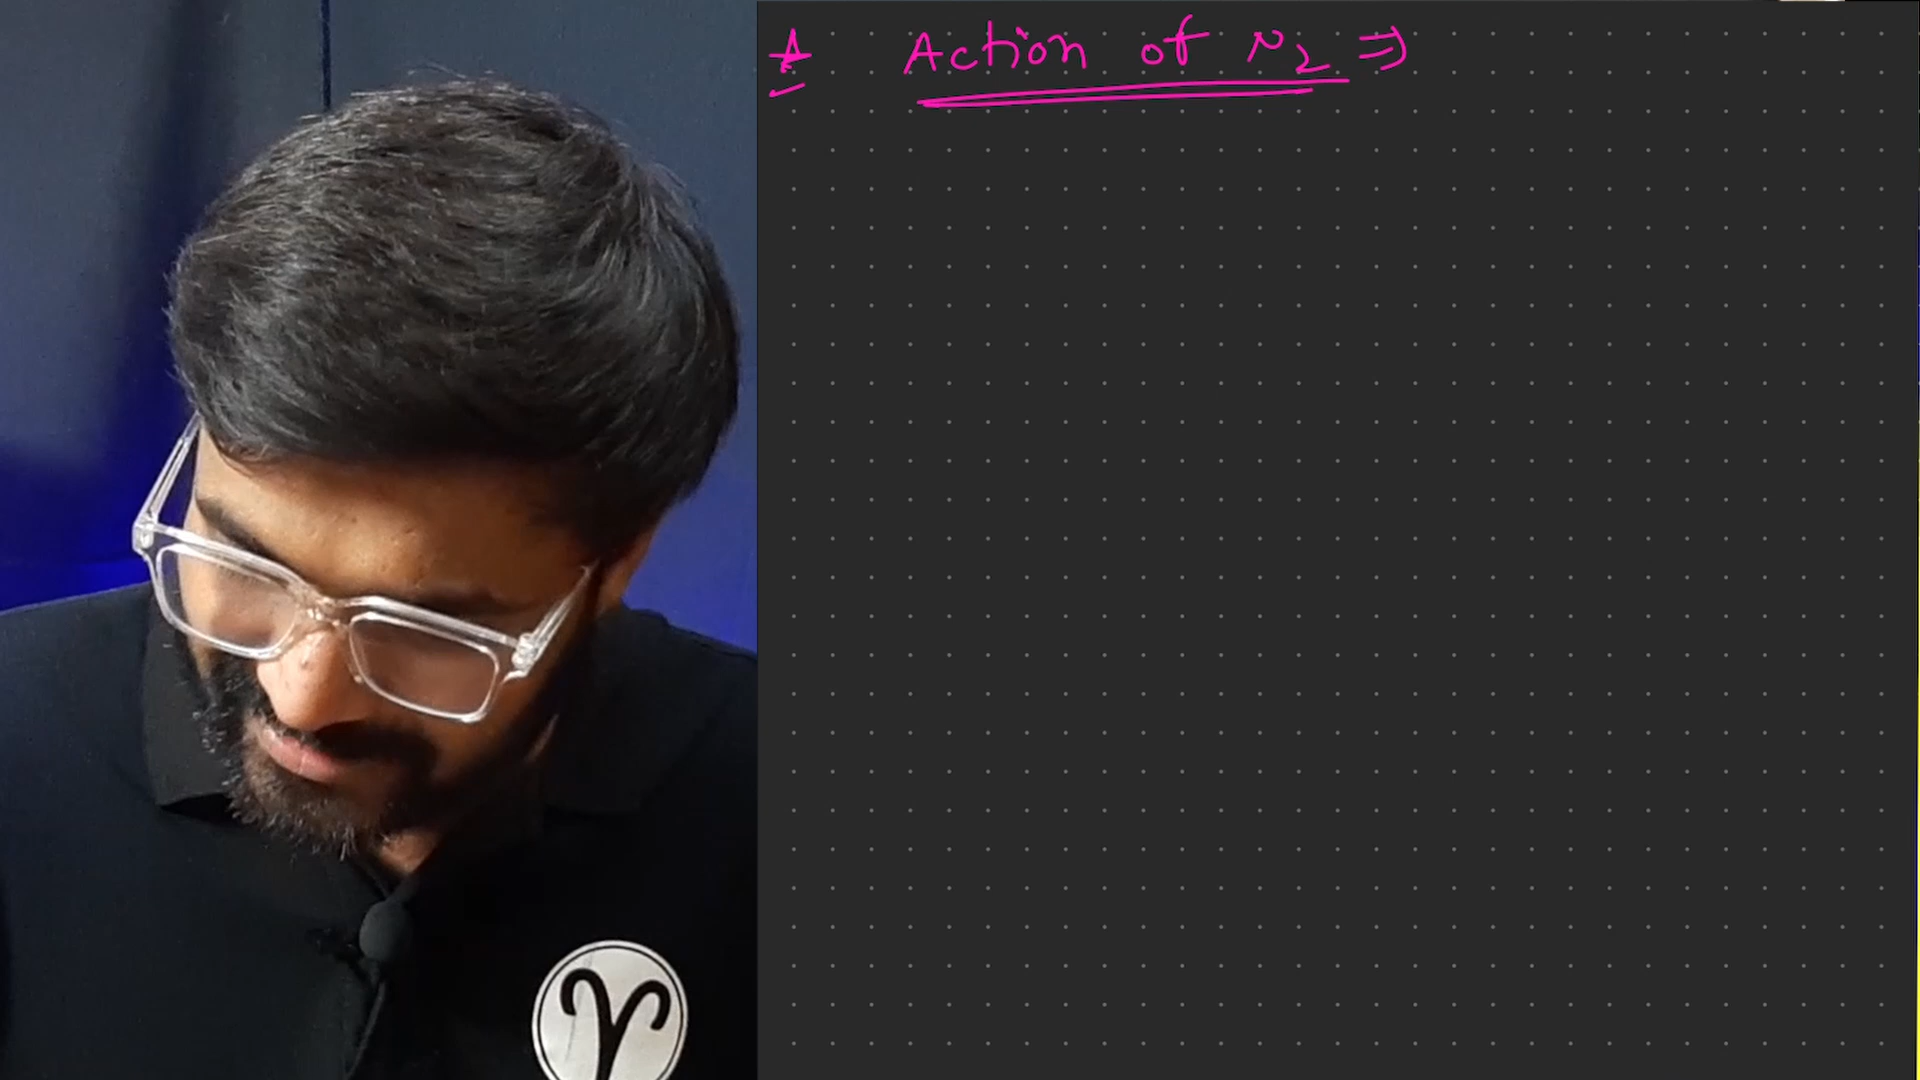 * Action of N₂ ⇒